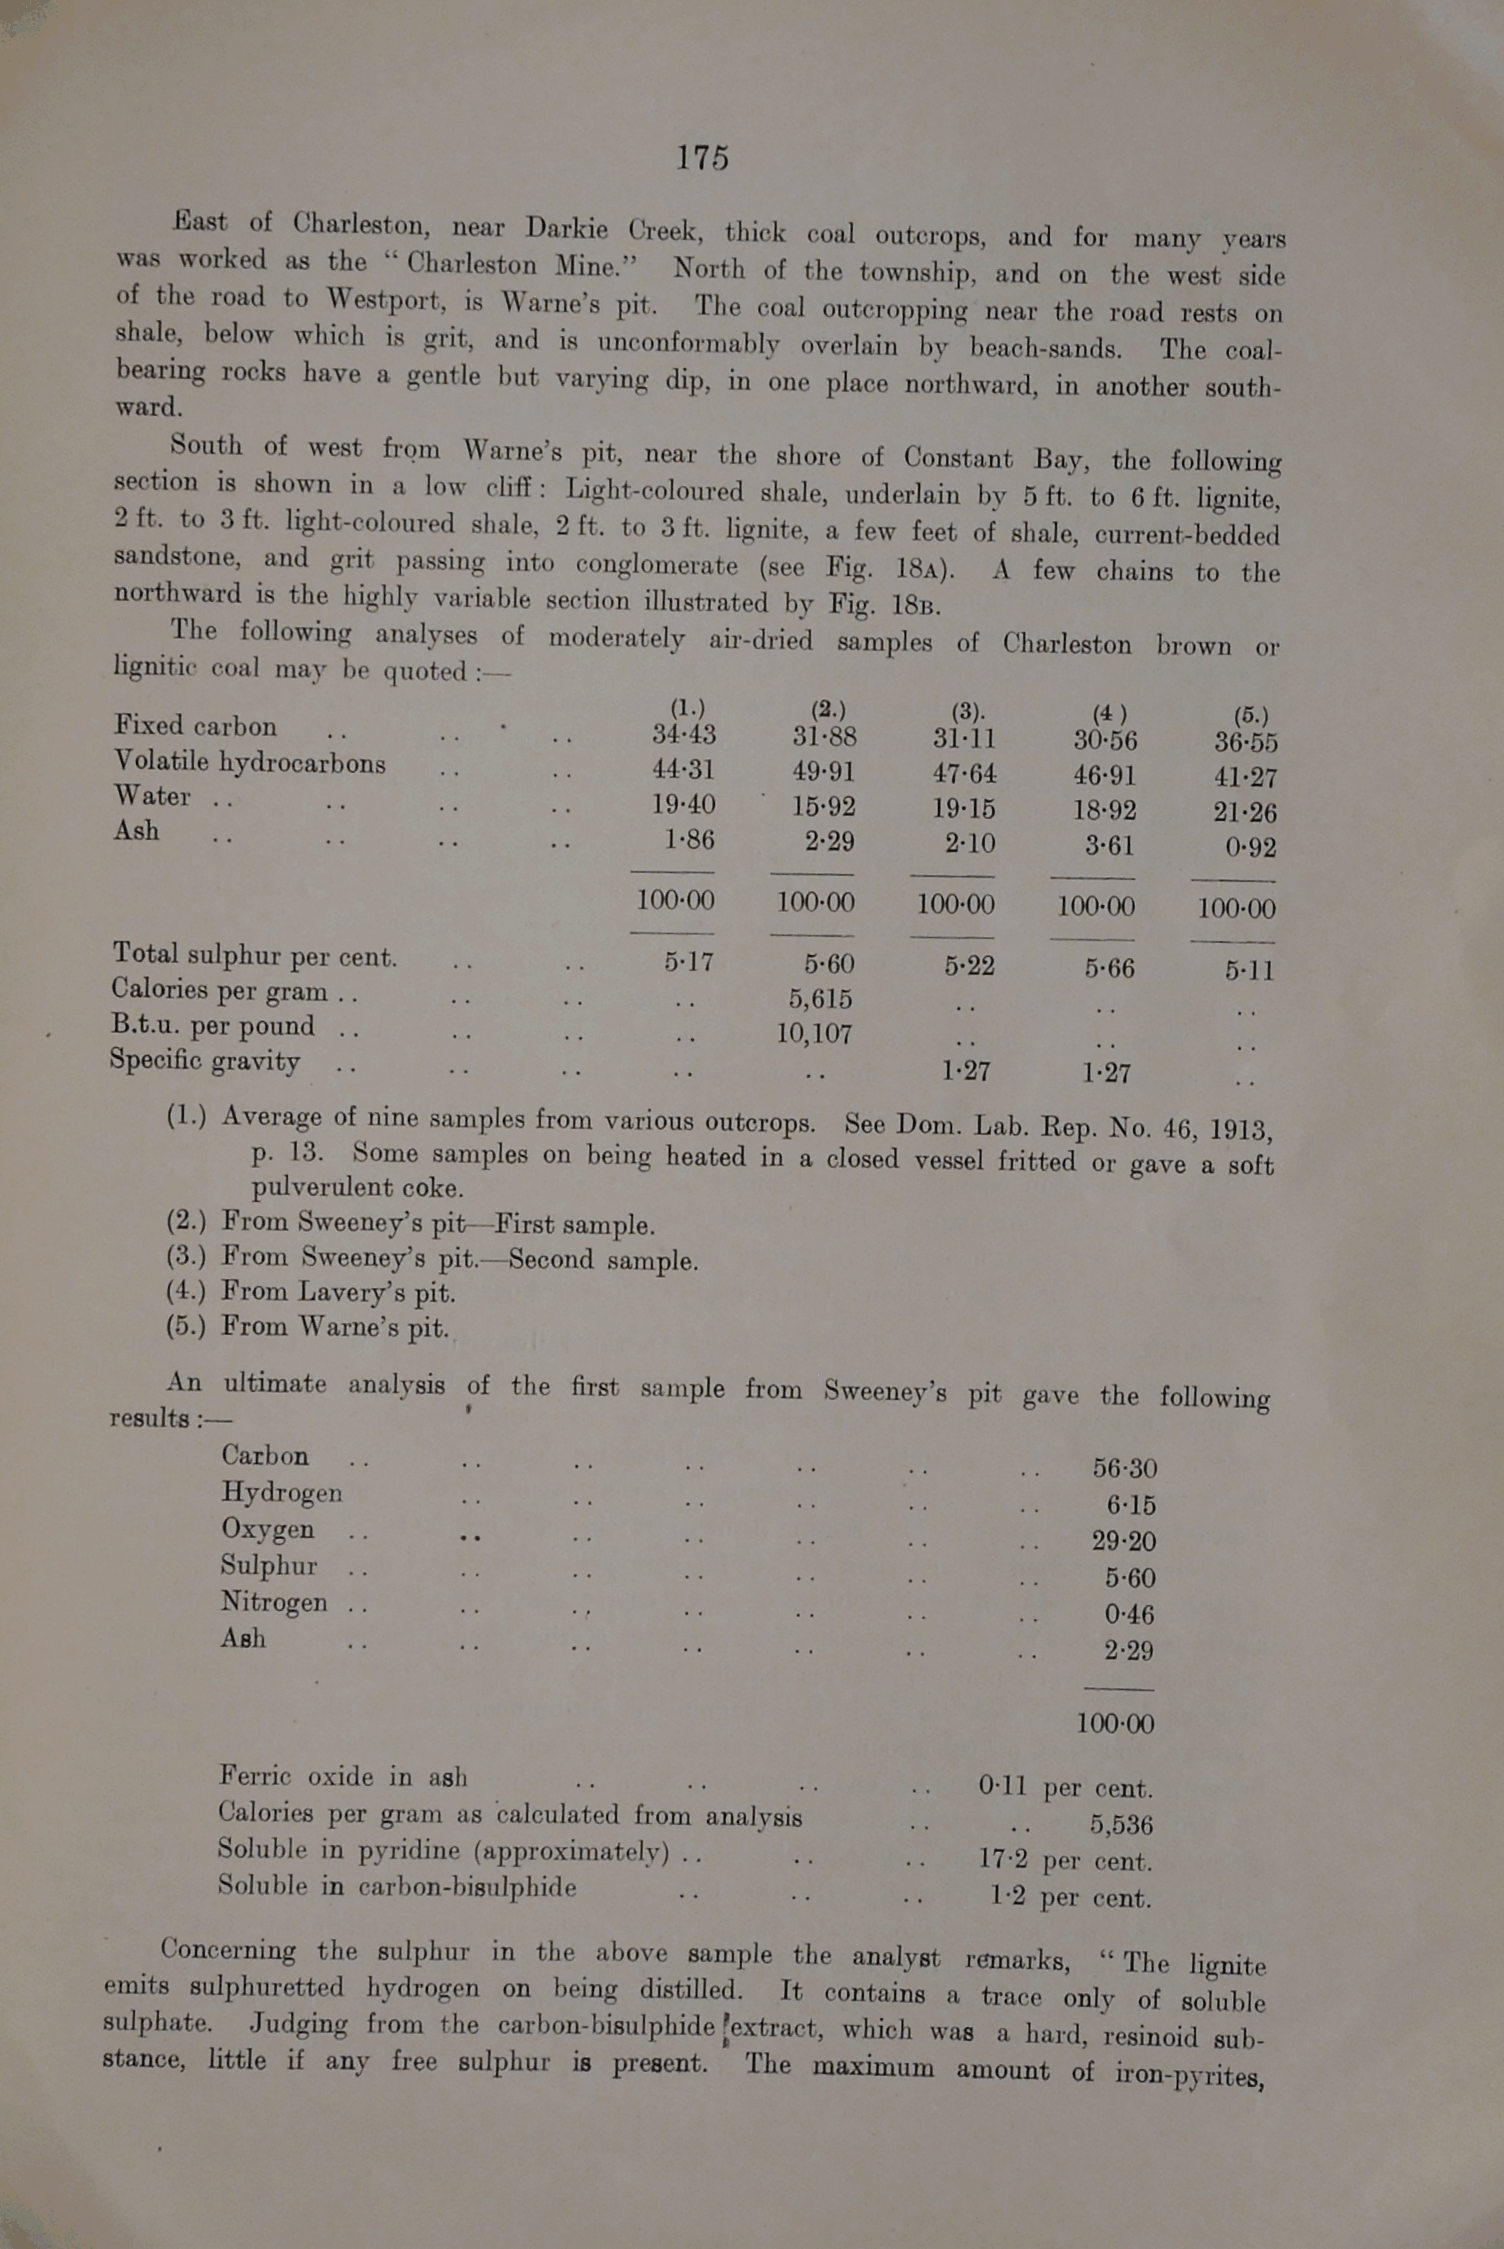 175
East of Charleston, near Darkie Creek, thick coal outcrops, and for many years
was worked as the “ Charleston Mine.” North of the township, and on the west side
of the road to Westport, is Warne’s pit. The coal outcropping near the road rests on
shale, below which is grit, and is unconformably overlain by beach-sands. The coal-
bearing rocks have a gentle but varying dip, in one place northward, in another south-
ward.
South of west from Warne’s pit, near the shore of Constant Bay, the following
section is shown in a low cliff : Light-coloured shale, underlain by 5 ft. to 6 ft. lignite,
2 ft. to 3 ft. light-coloured shale, 2 ft. to 3 ft. lignite, a few feet of shale, current-bedded
sandstone, and grit passing into conglomerate (see Fig. 18A). A few chains to the
northward is the highly variable section illustrated by Fig. 18B.
The following analyses of moderately air-dried samples of Charleston brown or
lignitic coal may be quoted :—
(1.) (2.) (3). (4 ) (5.)
Fixed carbon .. .. .. 34·43 31·88 31·11 30·56 36·55
Volatile hydrocarbons .. .. 44·31 49·91 47·64 46·91 41·27
Water .. .. .. .. 19·40 15·92 19·15 18·92 21·26
Ash .. .. .. .. 1·86 2·29 2·10 3·61 0·92
100·00 100·00 100·00 100·00 100·00
Total sulphur per cent. .. .. 5·17 5·60 5·22 5·66 5·11
Calories per gram .. .. .. .. 5,615 .. .. ..
B.t.u. per pound .. .. .. .. 10,107 .. .. ..
Specific gravity .. .. .. .. .. 1·27 1·27 ..
(1.) Average of nine samples from various outcrops. See Dom. Lab. Rep. No. 46, 1913,
p. 13. Some samples on being heated in a closed vessel fritted or gave a soft
pulverulent coke.
(2.) From Sweeney’s pit—First sample.
(3.) From Sweeney’s pit.—Second sample.
(4.) From Lavery’s pit.
(5.) From Warne’s pit.
An ultimate analysis of the first sample from Sweeney’s pit gave the following
results :—
Carbon .. .. .. .. .. .. .. 56·30
Hydrogen .. .. .. .. .. .. 6·15
Oxygen .. .. .. .. .. .. .. 29·20
Sulphur .. .. .. .. .. .. .. 5·60
Nitrogen .. .. .. .. .. .. .. 0·46
Ash .. .. .. .. .. .. .. 2·29
100·00
Ferric oxide in ash .. .. .. .. 0·11 per cent.
Calories per gram as calculated from analysis .. .. 5,536
Soluble in pyridine (approximately) .. .. .. 17·2 per cent.
Soluble in carbon-bisulphide .. .. .. 1·2 per cent.
Concerning the sulphur in the above sample the analyst remarks, “ The lignite
emits sulphuretted hydrogen on being distilled. It contains a trace only of soluble
sulphate. Judging from the carbon-bisulphide extract, which was a hard, resinoid sub-
stance, little if any free sulphur is present. The maximum amount of iron-pyrites,